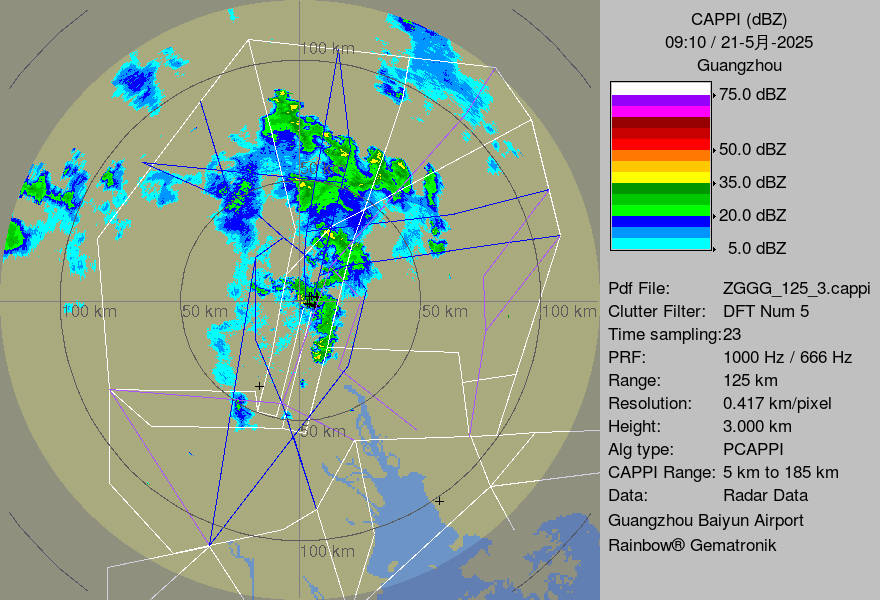 CAPPI (dBZ)
09:10 / 21-5月-2025
Guangzhou
75.0 dBZ
50.0 dBZ
35.0 dBZ
20.0 dBZ
5.0 dBZ
Pdf File: ZGGG_125_3.cappi
Clutter Filter: DFT Num 5
Time sampling:23
PRF: 1000 Hz / 666 Hz
Range: 125 km
Resolution: 0.417 km/pixel
Height: 3.000 km
Alg type: PCAPPI
CAPPI Range: 5 km to 185 km
Data: Radar Data
Guangzhou Baiyun Airport
Rainbow® Gematronik
100 km
100 km
50 km
50 km
100 km
50 km
100 km